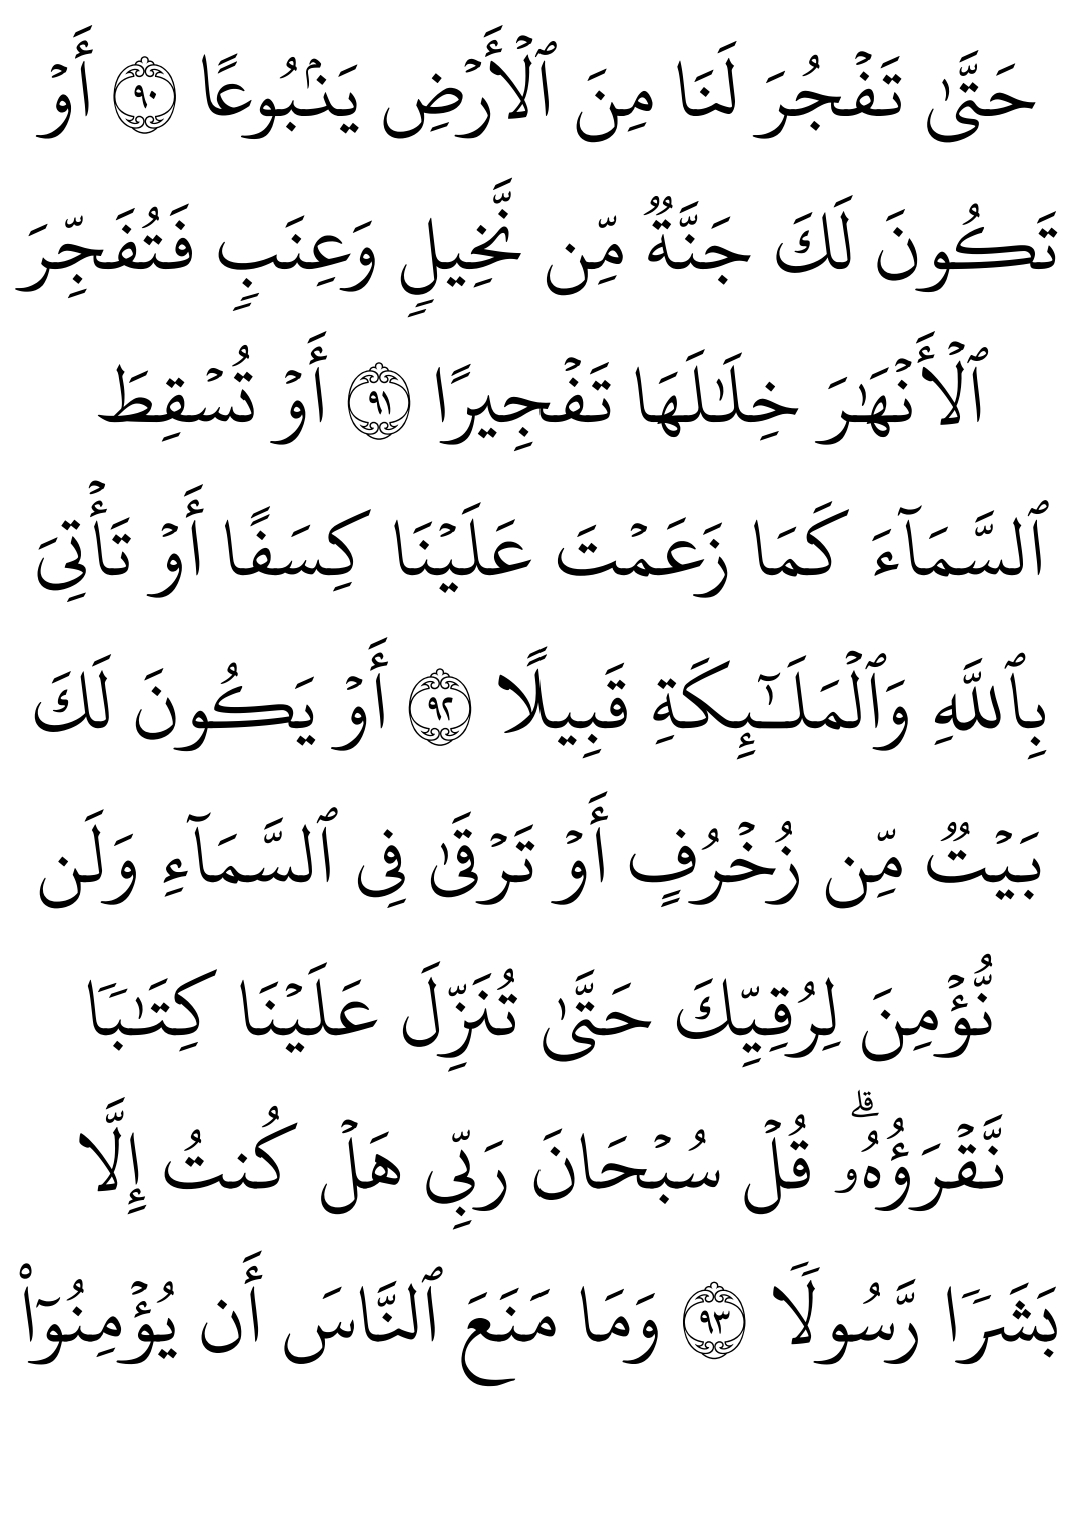 حَتَّىٰ تَفۡجُرَ لَنَا مِنَ ٱلۡأَرۡضِ يَنۢبُوعًا ۝٩٠ أَوۡ
تَكُونَ لَكَ جَنَّةٌۭ مِّن نَّخِيلٍۢ وَعِنَبٍۢ فَتُفَجِّرَ
ٱلۡأَنۡهَٰرَ خِلَٰلَهَا تَفۡجِيرًا ۝٩١ أَوۡ تُسۡقِطَ
ٱلسَّمَآءَ كَمَا زَعَمۡتَ عَلَيۡنَا كِسَفًا أَوۡ تَأۡتِىَ
بِٱللَّهِ وَٱلۡمَلَٰٓئِكَةِ قَبِيلًا ۝٩٢ أَوۡ يَكُونَ لَكَ
بَيۡتٌۭ مِّن زُخۡرُفٍ أَوۡ تَرۡقَىٰ فِى ٱلسَّمَآءِ وَلَن
نُّؤۡمِنَ لِرُقِيِّكَ حَتَّىٰ تُنَزِّلَ عَلَيۡنَا كِتَٰبًۭا
نَّقۡرَؤُهُۥۗ قُلۡ سُبۡحَانَ رَبِّى هَلۡ كُنتُ إِلَّا
بَشَرًۭا رَّسُولًۭا ۝٩٣ وَمَا مَنَعَ ٱلنَّاسَ أَن يُؤۡمِنُوٓا۟